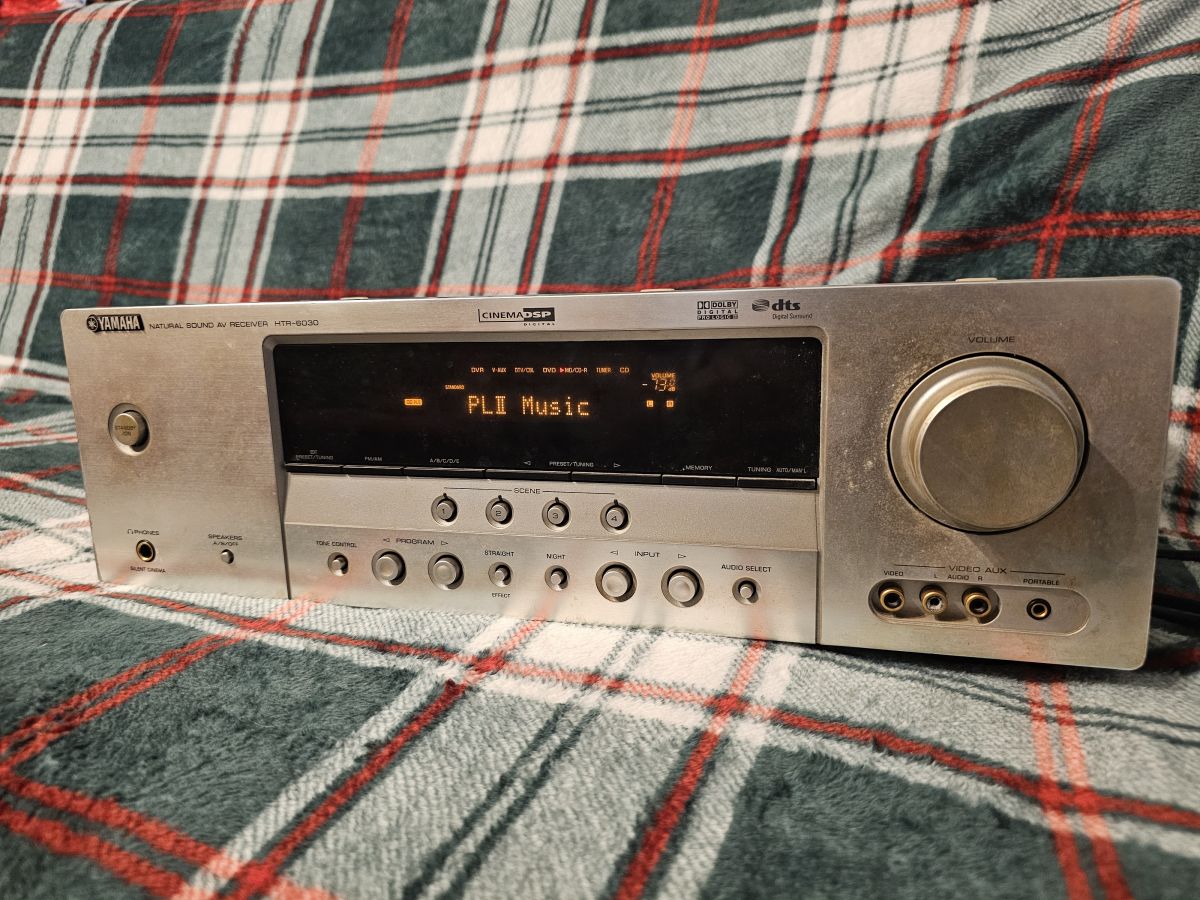 YAMAHA NATURAL SOUND AV RECEIVER HTR-6030
CINEMA DSP
DIGITAL
DOLBY
DIGITAL
PRO LOGIC II
dts
Digital Surround
VOLUME
DVR V-AUX DTV/CBL DVD MD/CD-R TUNER CD
VOLUME
STANDARD
PLII Music
STANDBY
/ON
EDIT
PRESET/TUNING
FM/AM
A/B/C/D/E
PRESET/TUNING
MEMORY
TUNING AUTO/MAN'L
SCENE
1 2 3 4
PHONES
SILENT CINEMA
SPEAKERS
A/B/OFF
TONE CONTROL
PROGRAM
STRAIGHT
EFFECT
NIGHT
INPUT
AUDIO SELECT
VIDEO AUX
VIDEO L AUDIO R PORTABLE